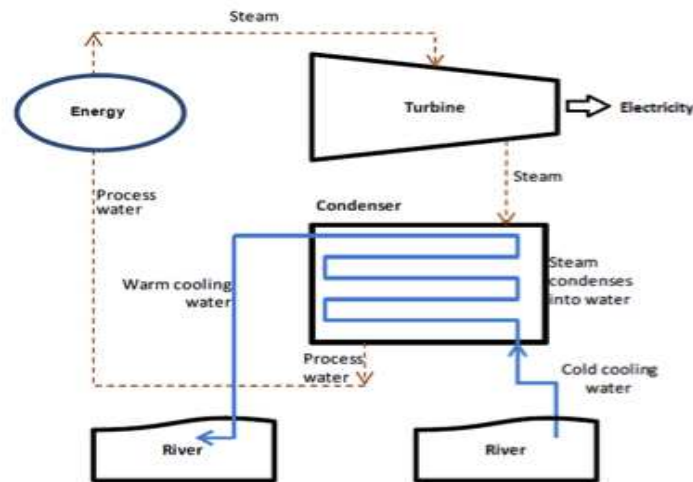 Steam
Energy
Turbine
Electricity
Process
water
Steam
Condenser
Warm cooling
water
Steam
condenses
into water
Process
water
Cold cooling
water
River
River